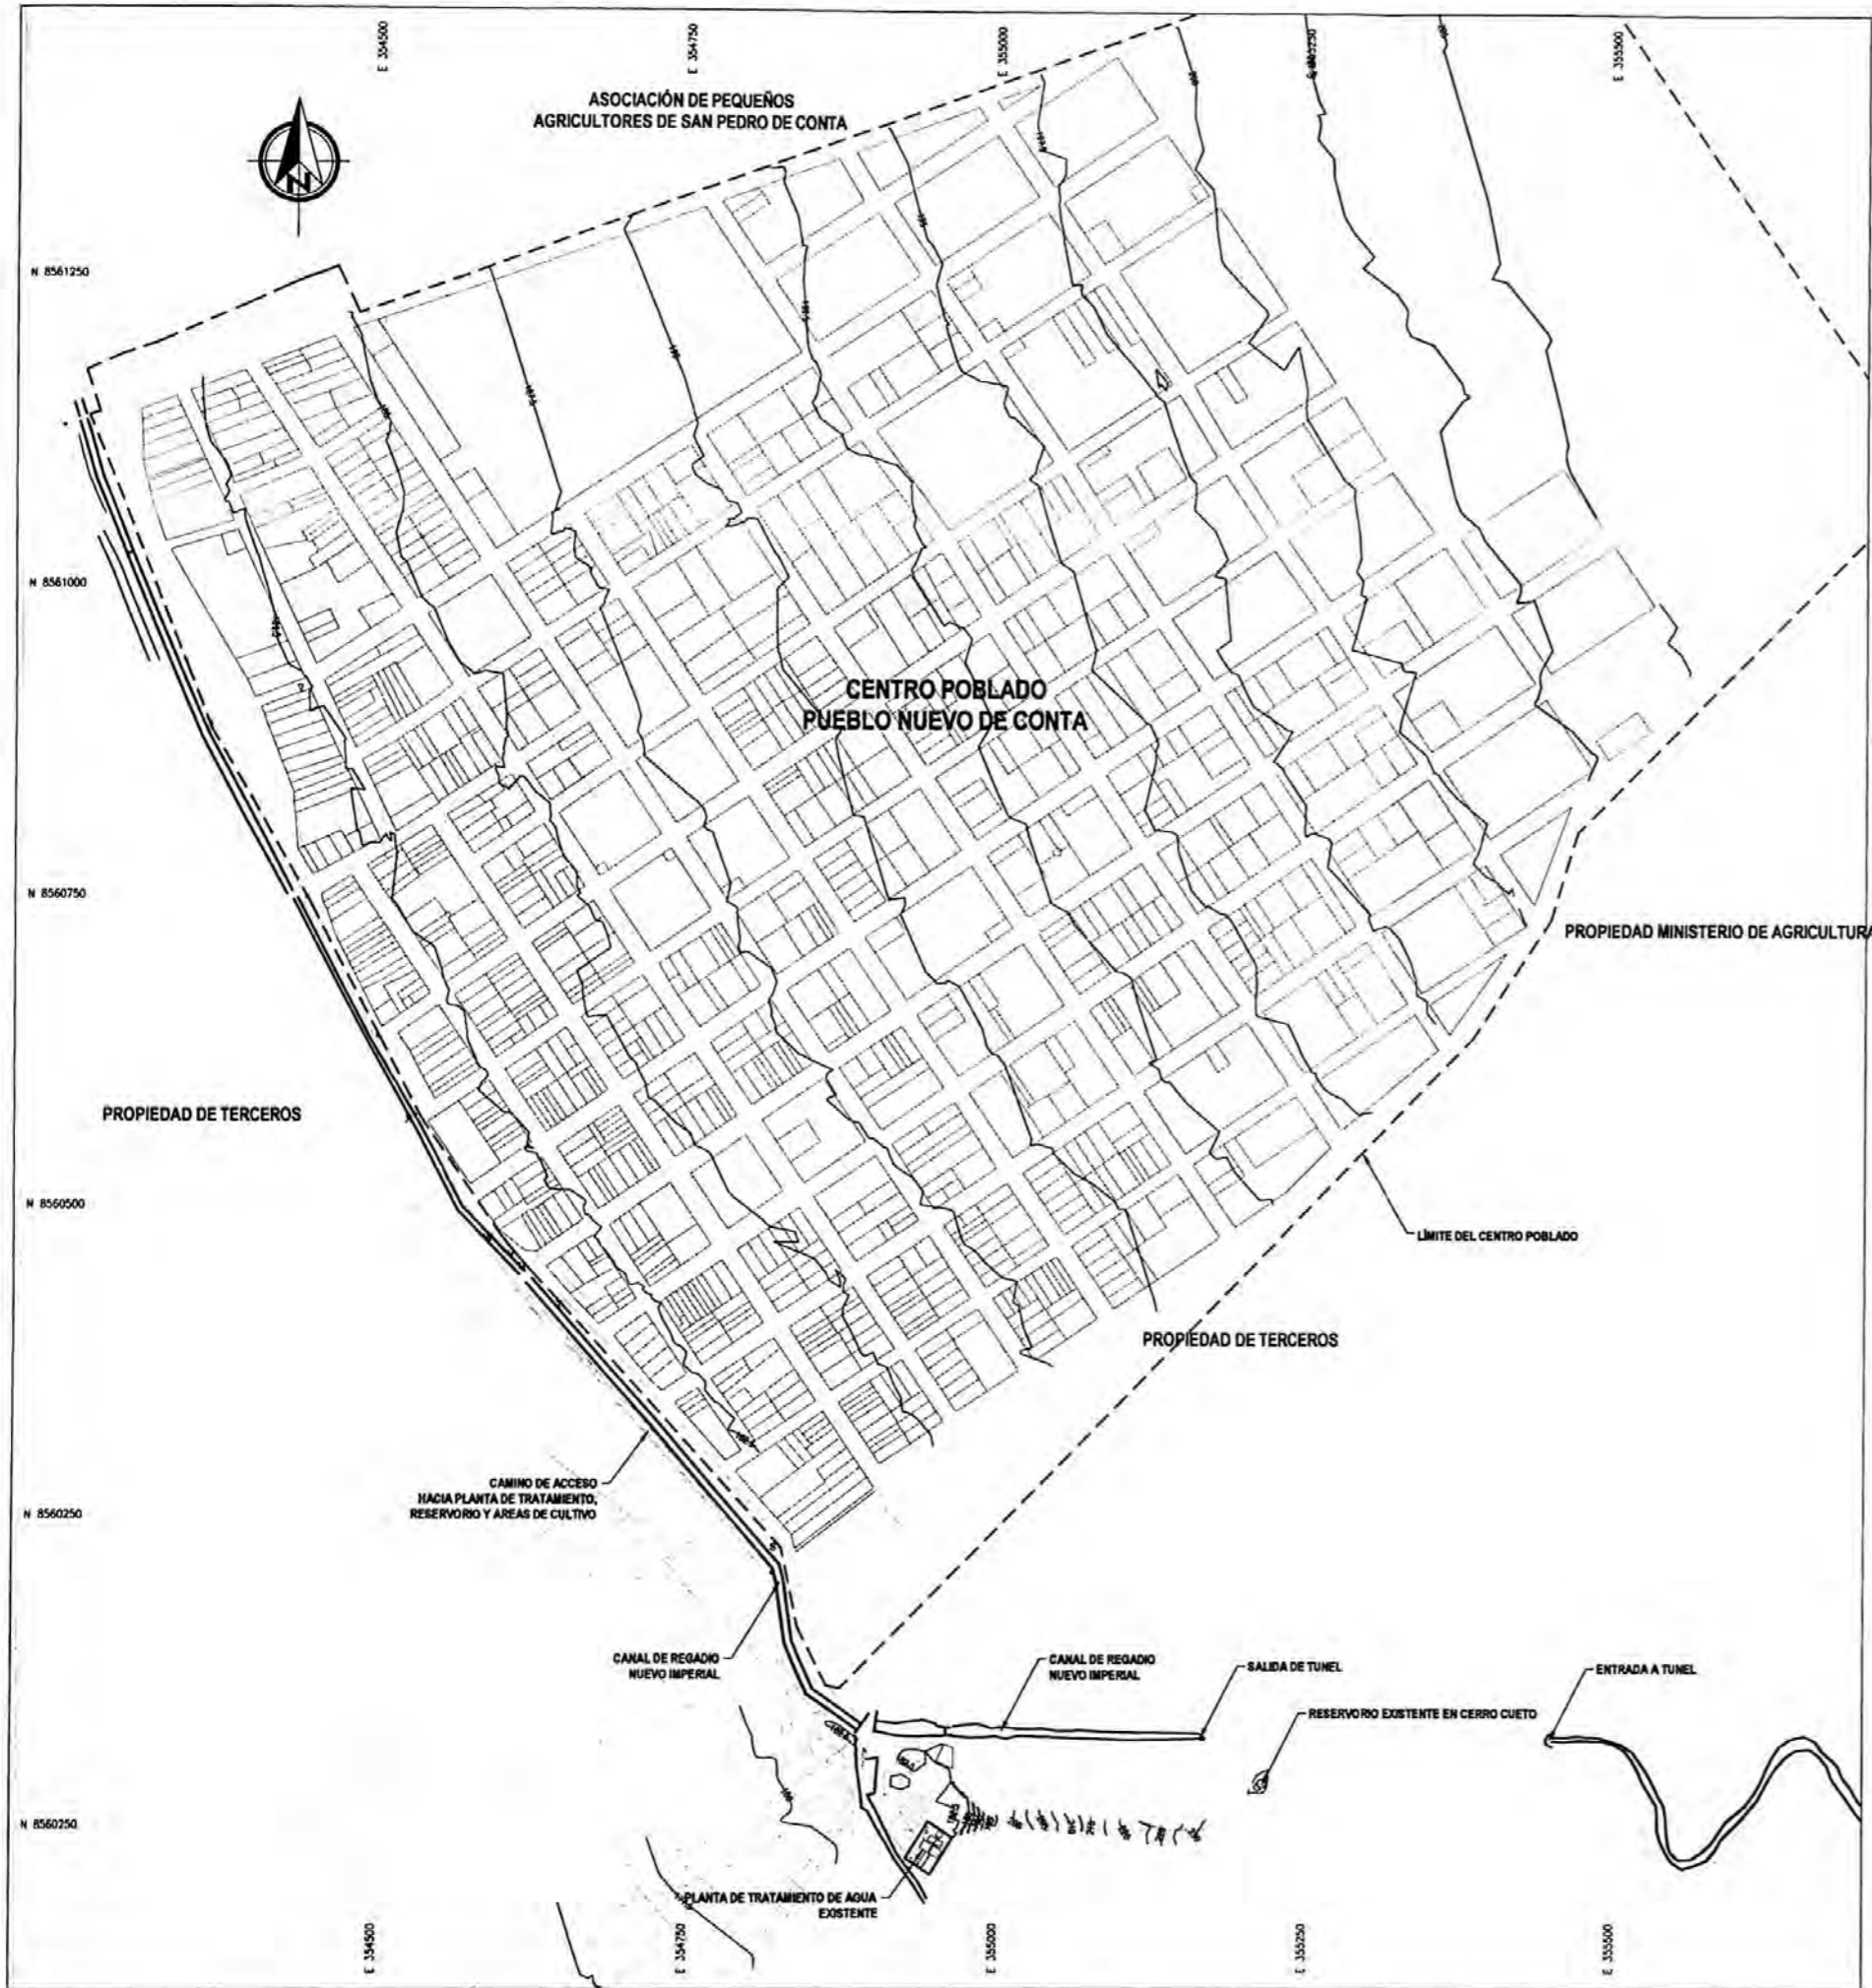 E 354500
E 354750
E 355000
E 355500
ASOCIACIÓN DE PEQUEÑOS
AGRICULTORES DE SAN PEDRO DE CONTA
N
N 8561250
N 8561000
CENTRO POBLADO
PUEBLO NUEVO DE CONTA
N 8560750
PROPIEDAD MINISTERIO DE AGRICULTURA
PROPIEDAD DE TERCEROS
N 8560500
LÍMITE DEL CENTRO POBLADO
PROPIEDAD DE TERCEROS
CAMINO DE ACCESO
HACIA PLANTA DE TRATAMIENTO,
RESERVORIO Y AREAS DE CULTIVO
N 8560250
CANAL DE REGADIO
NUEVO IMPERIAL
CANAL DE REGADIO
NUEVO IMPERIAL
SALIDA DE TUNEL
ENTRADA A TUNEL
RESERVORIO EXISTENTE EN CERRO CUETO
N 8560250
PLANTA DE TRATAMIENTO DE AGUA
EXISTENTE
E 354500
E 354750
E 355000
E 355250
E 355500